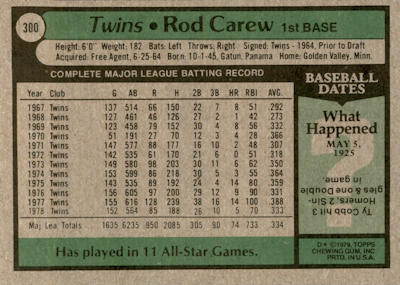 300
Twins • Rod Carew 1st BASE
Height: 6'0" Weight: 182 Bats: Left Throws: Right Signed: Twins - 1964, Prior to Draft
Acquired: Free Agent, 6-25-64 Born: 10-1-45, Gatun, Panama Home: Golden Valley, Minn.
COMPLETE MAJOR LEAGUE BATTING RECORD
Year Club G AB R H 2B 3B HR RBI AVG.
1967 Twins 137 514 66 150 22 7 8 51 .292
1968 Twins 127 461 46 126 27 2 1 42 .273
1969 Twins 123 458 79 152 30 4 8 56 .332
1970 Twins 51 191 27 70 12 3 4 28 .366
1971 Twins 147 577 88 177 16 10 2 48 .307
1972 Twins 142 535 61 170 21 6 0 51 .318
1973 Twins 149 580 98 203 30 11 6 62 .350
1974 Twins 153 599 86 218 30 5 3 55 .364
1975 Twins 143 535 89 192 24 4 14 80 .359
1976 Twins 156 605 97 200 29 12 9 90 .331
1977 Twins 155 616 128 239 38 16 14 100 .388
1978 Twins 152 564 85 188 26 10 5 70 .333
Maj Lea Totals 1635 6235 950 2085 305 90 74 733 .334
Has played in 11 All-Star Games.
BASEBALL
DATES
What
Happened
MAY 5,
1925
?
Ty Cobb hit 3
Homers, 2 Sin-
gles & one Double
in game.
D★ © 1979, TOPPS
CHEWING GUM, INC
PRTD. IN U.S.A.